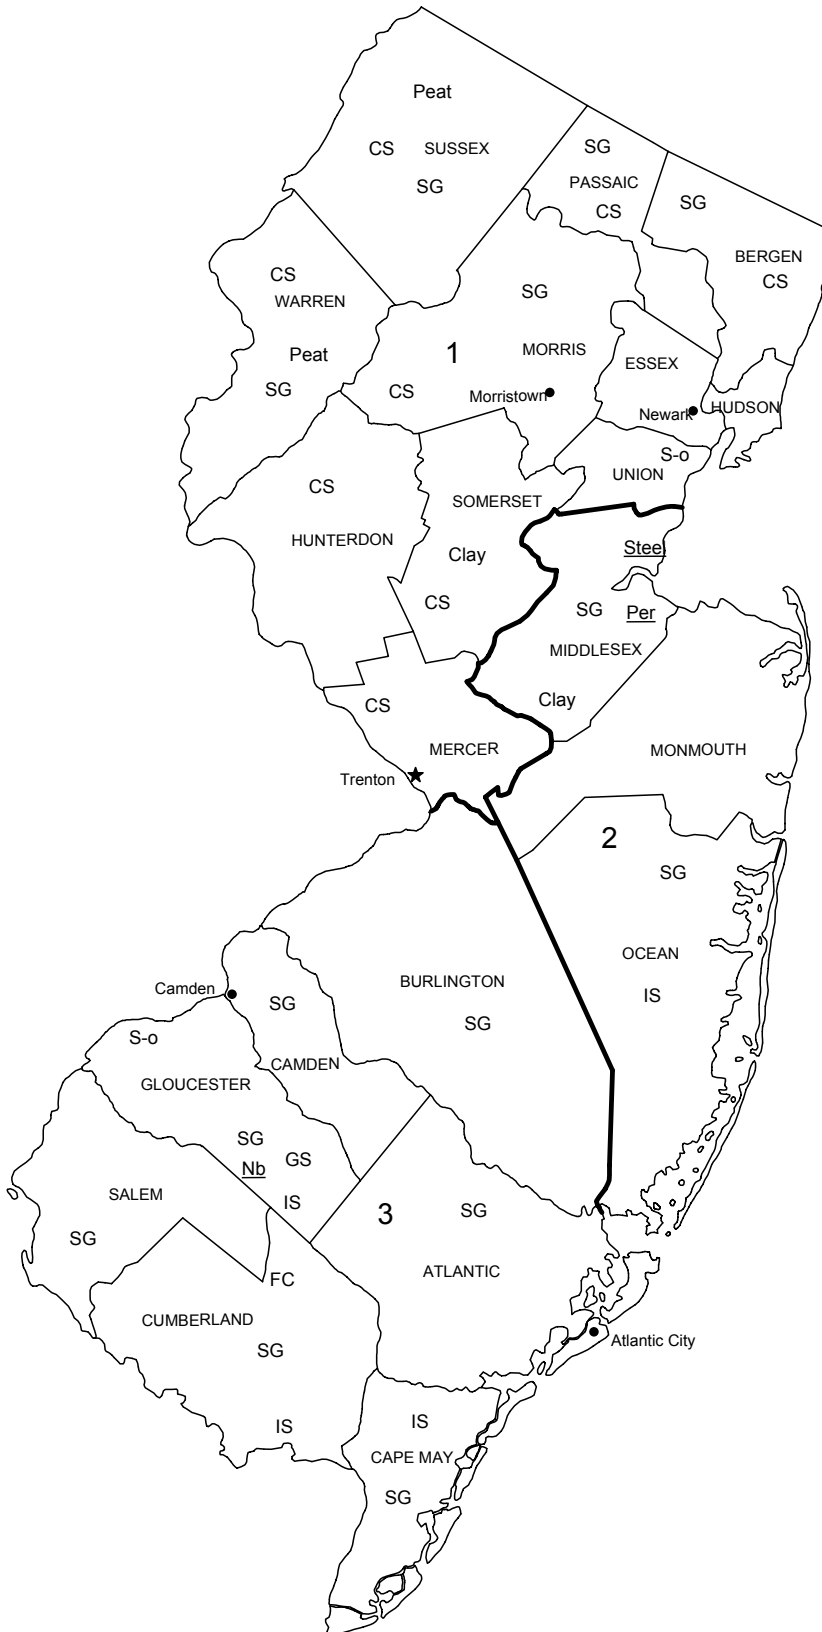 Peat
CS SUSSEX
SG
SG
PASSAIC
CS
SG
BERGEN
CS
CS
WARREN
Peat
SG
SG
1
MORRIS
CS
Morristown
ESSEX
Newark
HUDSON
S-o
UNION
CS
HUNTERDON
SOMERSET
Clay
CS
Steel
SG Per
MIDDLESEX
Clay
CS
MERCER
Trenton
MONMOUTH
2
SG
OCEAN
IS
BURLINGTON
SG
Camden
SG
CAMDEN
S-o
GLOUCESTER
SG
GS
Nb
IS
SALEM
SG
3
SG
ATLANTIC
FC
CUMBERLAND
SG
IS
Atlantic City
IS
CAPE MAY
SG